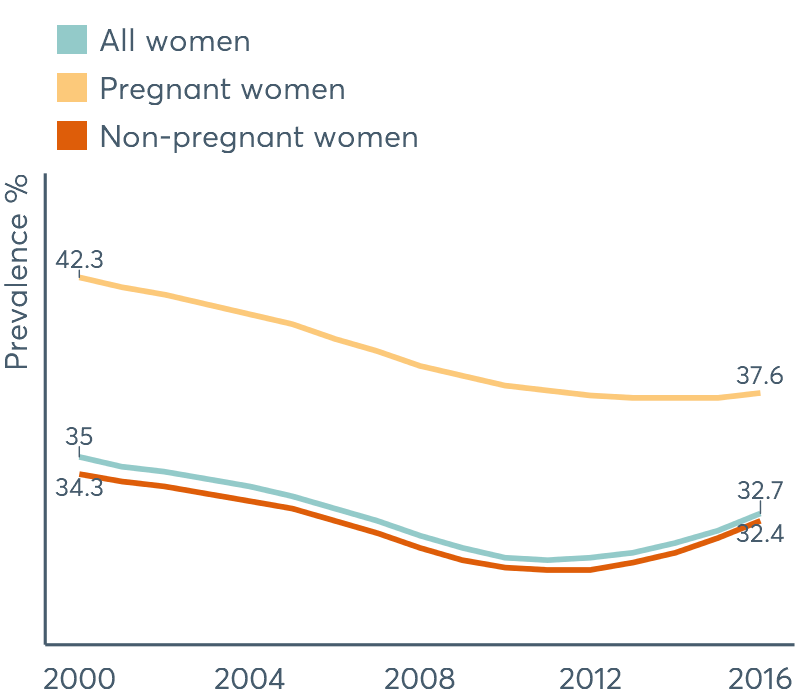 All women
Pregnant women
Non-pregnant women
Prevalence %
42.3
37.6
35
34.3
32.7
32.4
2000 2004 2008 2012 2016